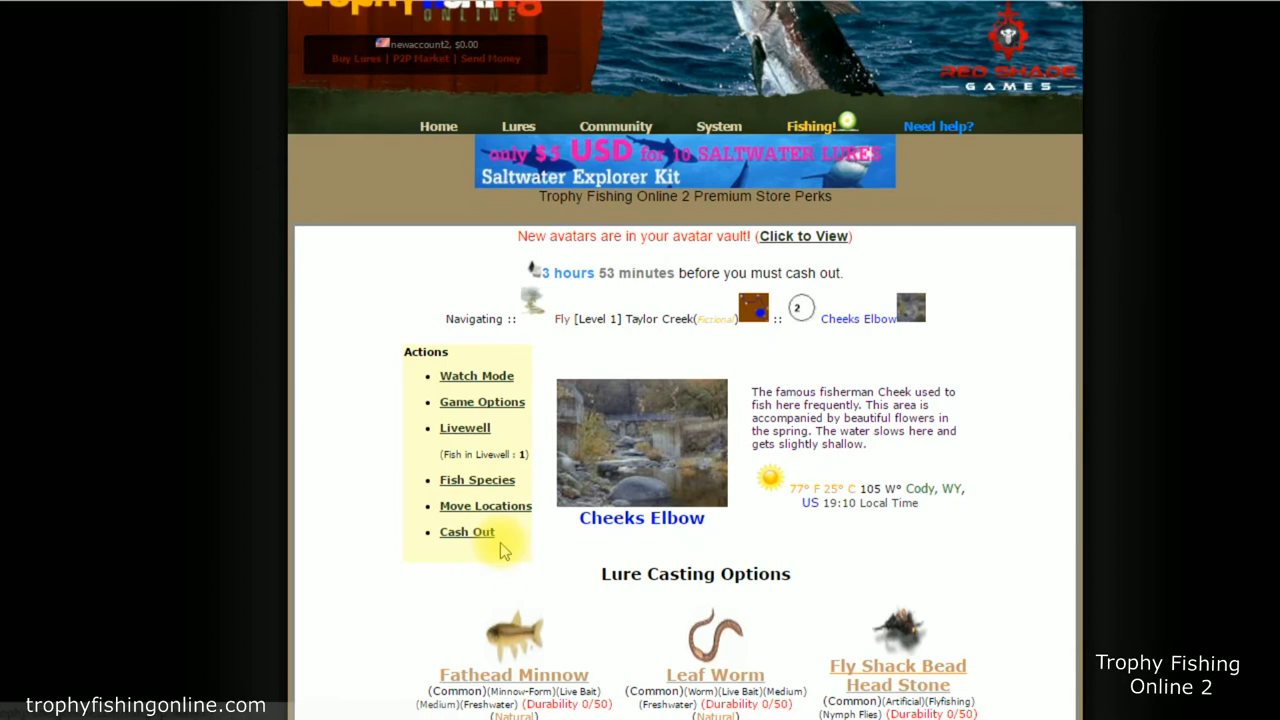 trophy fishing
ONLINE
newaccount2, $0.00
Buy Lures | P2P Market | Send Money
RED SHADE
GAMES
Home Lures Community System Fishing! Need help?
only $5 USD for 10 SALTWATER LURES
Saltwater Explorer Kit
Trophy Fishing Online 2 Premium Store Perks
New avatars are in your avatar vault! (Click to View)
3 hours 53 minutes before you must cash out.
Navigating :: Fly [Level 1] Taylor Creek(Fictional) :: 2 Cheeks Elbow
Actions
• Watch Mode
• Game Options
• Livewell
(Fish in Livewell : 1)
• Fish Species
• Move Locations
• Cash Out
Cheeks Elbow
The famous fisherman Cheek used to
fish here frequently. This area is
accompanied by beautiful flowers in
the spring. The water slows here and
gets slightly shallow.
77° F 25° C 105 W° Cody, WY,
US 19:10 Local Time
Lure Casting Options
Fathead Minnow
(Common)(Minnow-Form)(Live Bait)
(Medium)(Freshwater) (Durability 0/50)
(Natural)
Leaf Worm
(Common)(Worm)(Live Bait)(Medium)
(Freshwater) (Durability 0/50)
(Natural)
Fly Shack Bead
Head Stone
(Common)(Artificial)(Flyfishing)
(Nymph Flies) (Durability 0/50)
trophyfishingonline.com
Trophy Fishing
Online 2